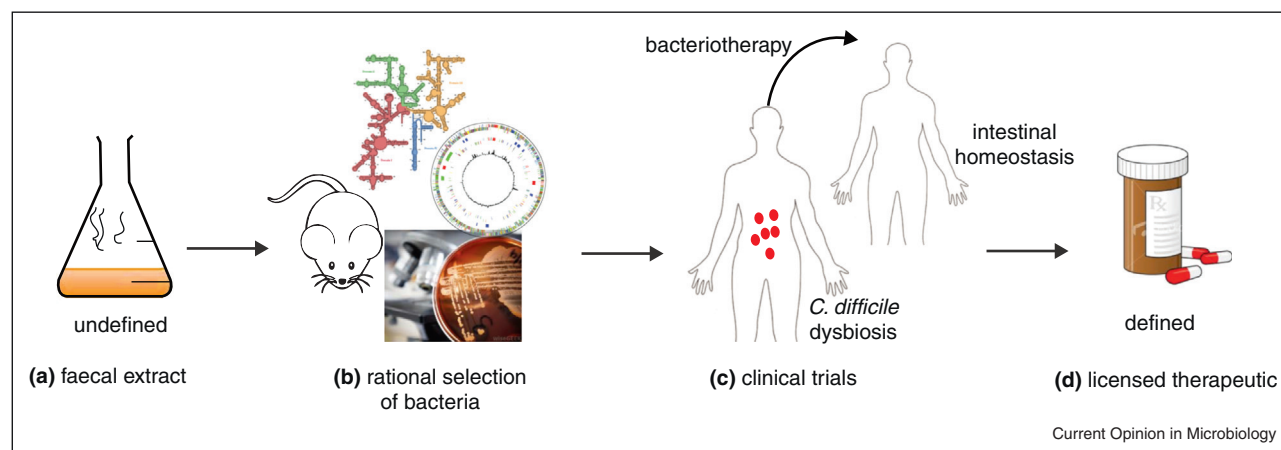 bacteriotherapy
intestinal
homeostasis
C. difficile
dysbiosis
undefined
defined
(a) faecal extract
(b) rational selection
of bacteria
(c) clinical trials
(d) licensed therapeutic
Current Opinion in Microbiology